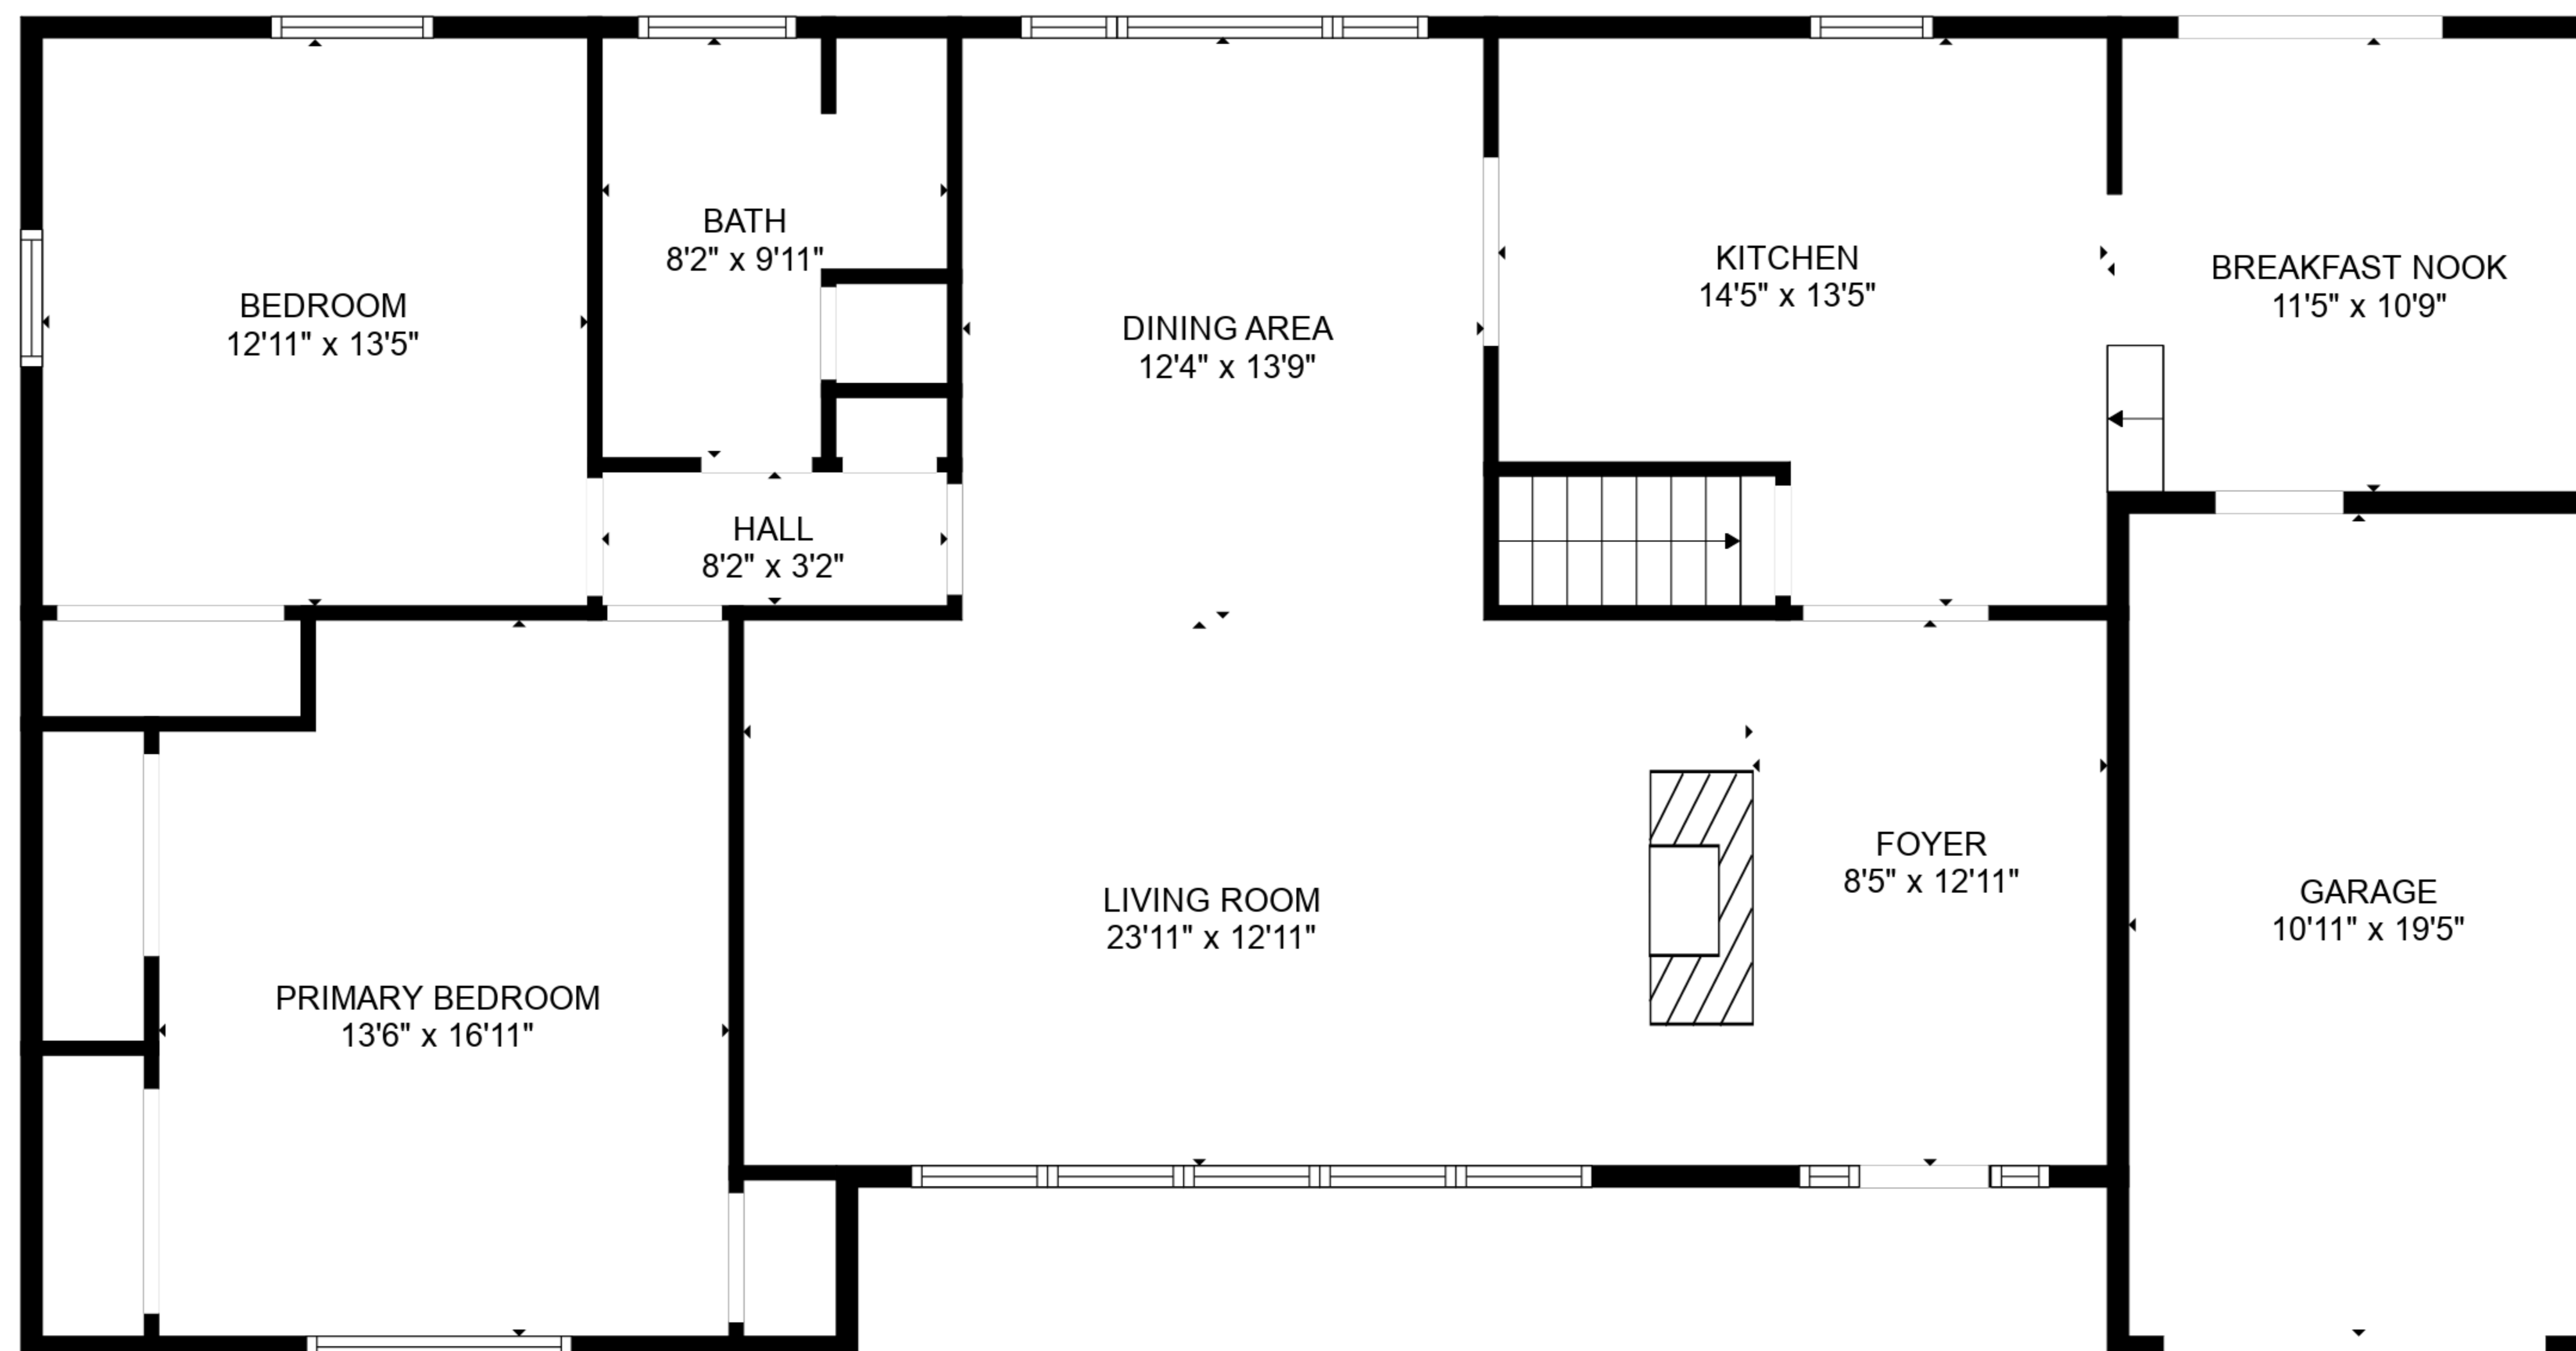 BEDROOM
12'11" x 13'5"
BATH
8'2" x 9'11"
HALL
8'2" x 3'2"
DINING AREA
12'4" x 13'9"
KITCHEN
14'5" x 13'5"
BREAKFAST NOOK
11'5" x 10'9"
PRIMARY BEDROOM
13'6" x 16'11"
LIVING ROOM
23'11" x 12'11"
FOYER
8'5" x 12'11"
GARAGE
10'11" x 19'5"